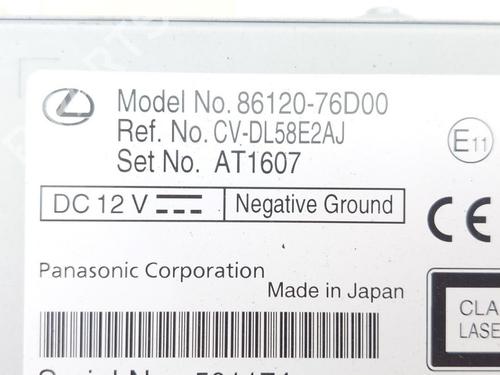 Model No. 86120-76D00
Ref. No. CV-DL58E2AJ
Set No. AT1607
E11
DC 12 V
Negative Ground
CE
Panasonic Corporation
Made in Japan
CLA
LASE